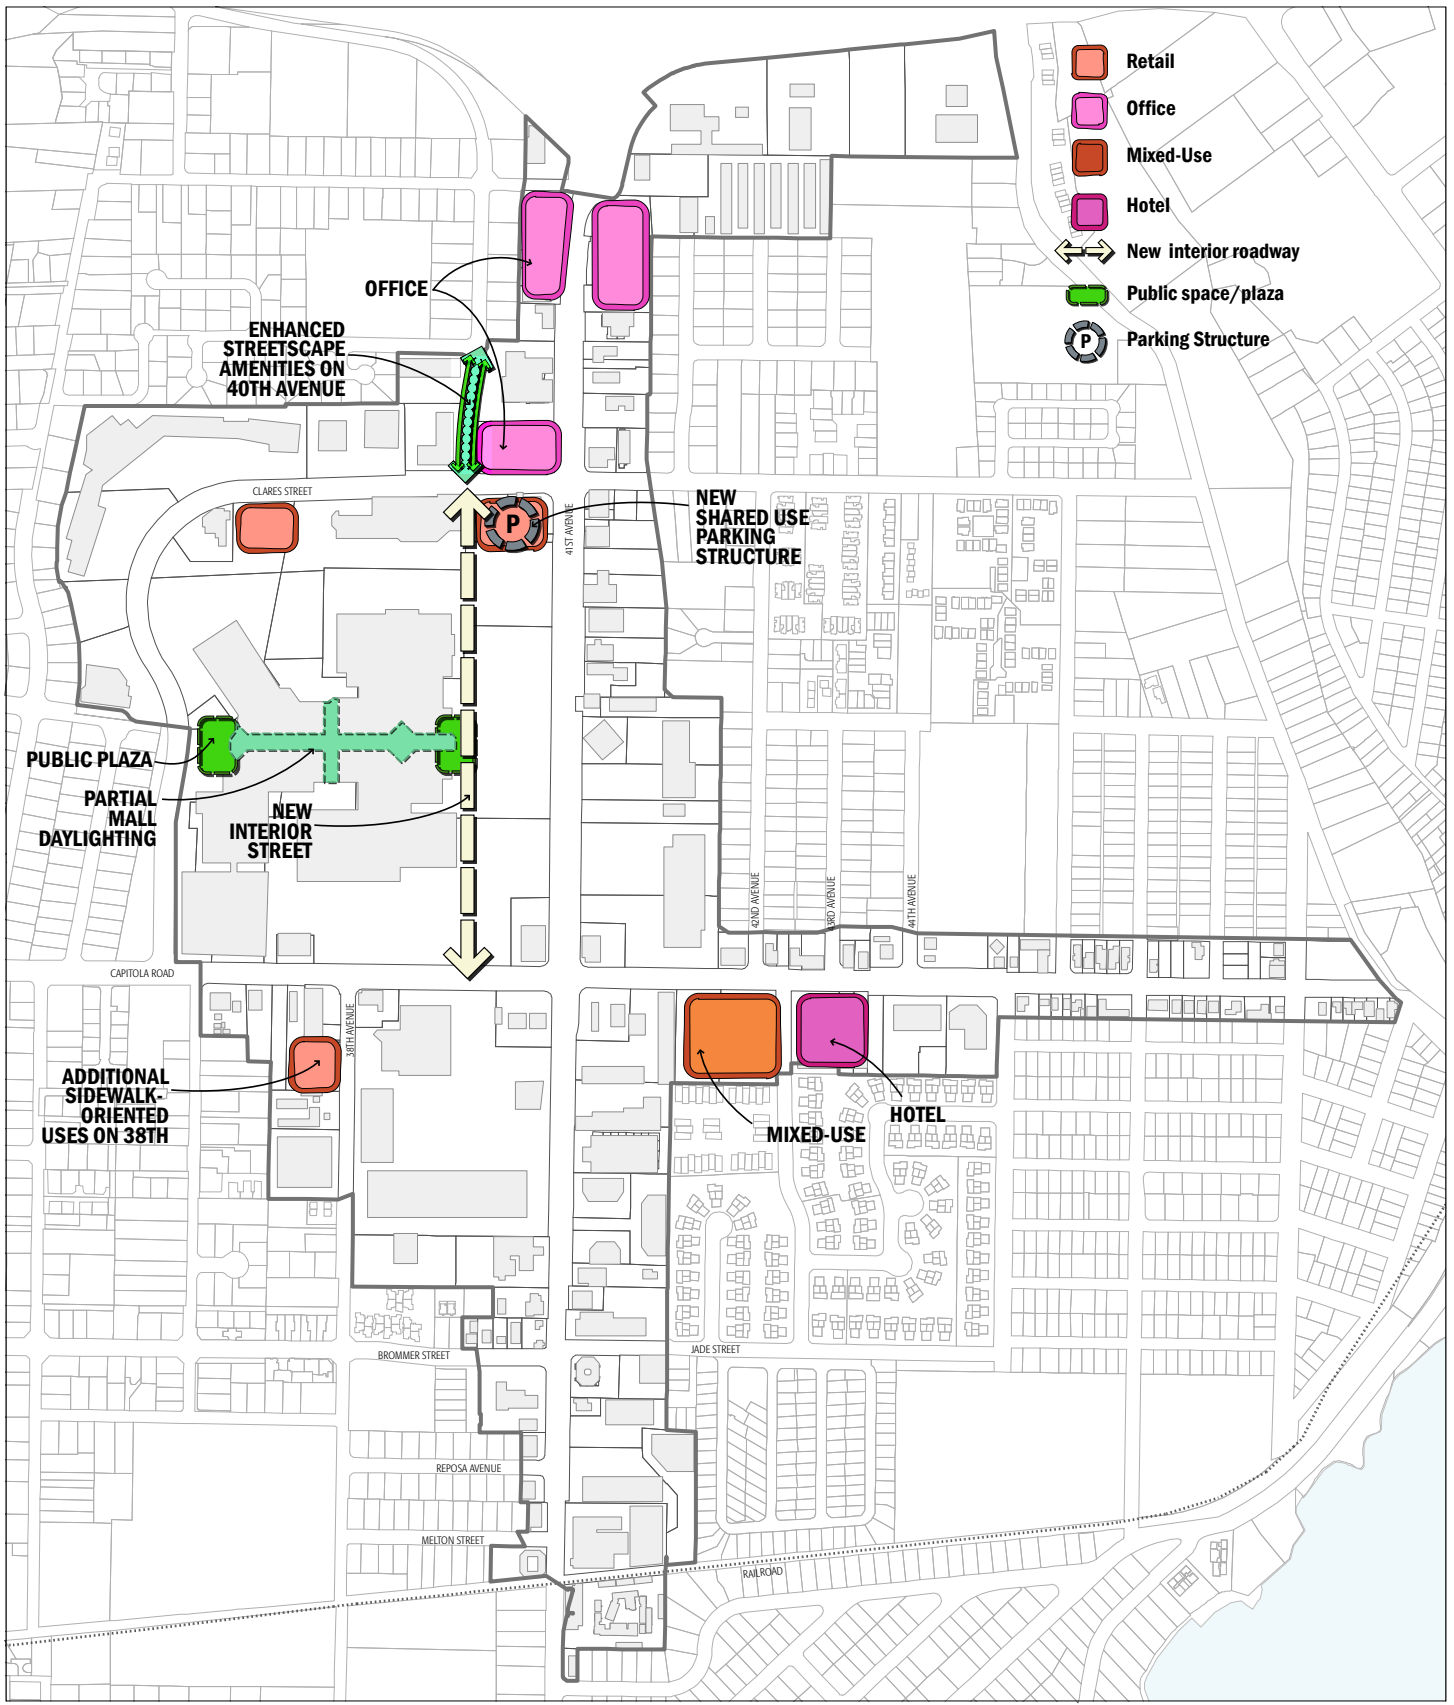 Retail
Office
Mixed-Use
Hotel
New interior roadway
Public space/plaza
Parking Structure
P
OFFICE
ENHANCED
STREETSCAPE
AMENITIES ON
40TH AVENUE
CLARES STREET
P
41ST AVENUE
NEW
SHARED USE
PARKING
STRUCTURE
PUBLIC PLAZA
PARTIAL
MALL
DAYLIGHTING
NEW
INTERIOR
STREET
42ND AVENUE
43RD AVENUE
44TH AVENUE
CAPITOLA ROAD
38TH AVENUE
ADDITIONAL
SIDEWALK-
ORIENTED
USES ON 38TH
HOTEL
MIXED-USE
BROMMER STREET
JADE STREET
REPOSA AVENUE
MELTON STREET
RAILROAD